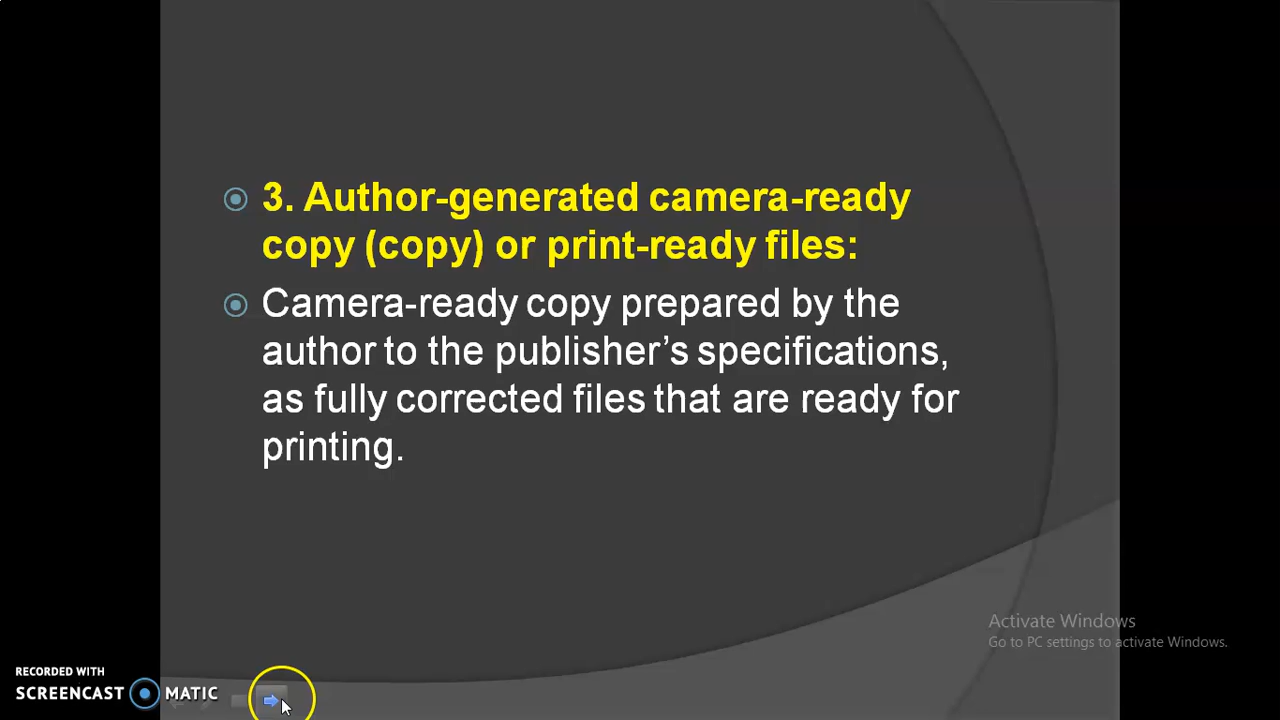 3. Author-generated camera-ready
copy (copy) or print-ready files:
Camera-ready copy prepared by the
author to the publisher’s specifications,
as fully corrected files that are ready for
printing.
Activate Windows
Go to PC settings to activate Windows.
RECORDED WITH
SCREENCAST MATIC